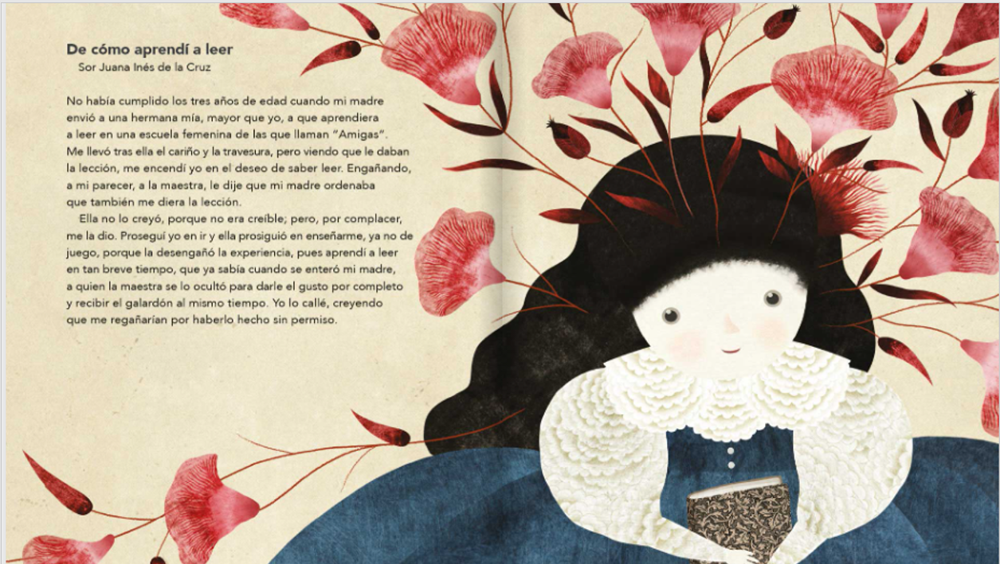 De cómo aprendí a leer
Sor Juana Inés de la Cruz
No había cumplido los tres años de edad cuando mi madre
envió a una hermana mía, mayor que yo, a que aprendiera
a leer en una escuela femenina de las que llaman “Amigas”.
Me llevó tras ella el cariño y la travesura, pero viendo que le daban
la lección, me encendí yo en el deseo de saber leer. Engañando,
a mi parecer, a la maestra, le dije que mi madre ordenaba
que también me diera la lección.
Ella no lo creyó, porque no era creíble; pero, por complacer,
me la dio. Proseguí yo en ir y ella prosiguió en enseñarme, ya no de
juego, porque la desengañó la experiencia, pues aprendí a leer
en tan breve tiempo, que ya sabía cuando se enteró mi madre,
a quien la maestra se lo ocultó para darle el gusto por completo
y recibir el galardón al mismo tiempo. Yo lo callé, creyendo
que me regañarían por haberlo hecho sin permiso.